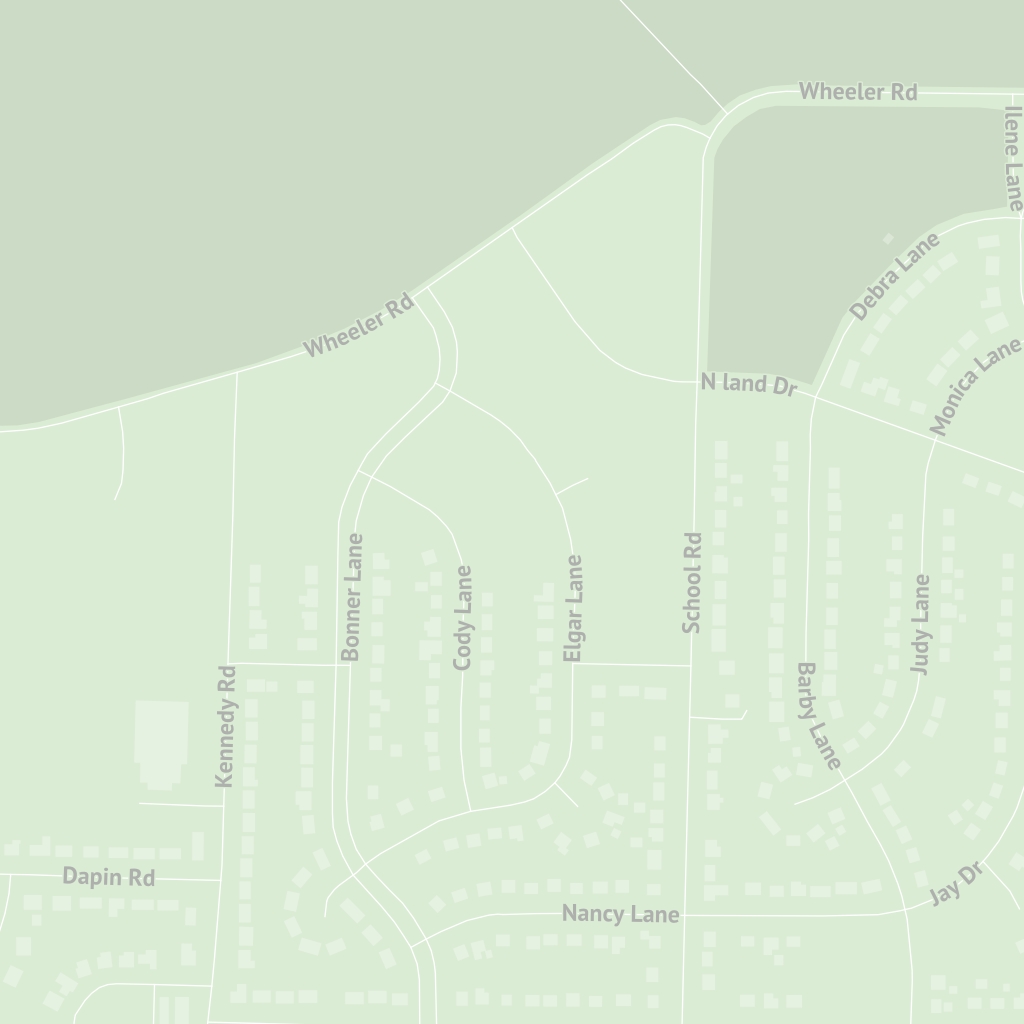 Wheeler Rd
Ilene Lane
Debra Lane
Wheeler Rd
Monica Lane
N land Dr
School Rd
Bonner Lane
Elgar Lane
Cody Lane
Judy Lane
Barby Lane
Kennedy Rd
Dapin Rd
Jay Dr
Nancy Lane